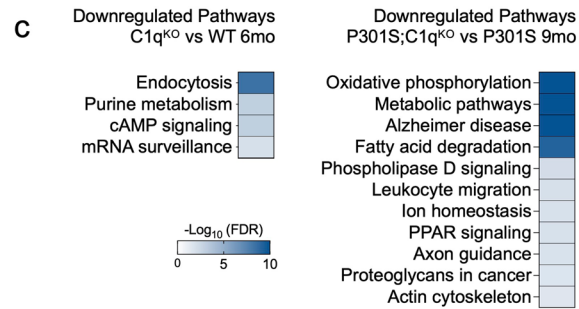 C
Downregulated Pathways
C1qᴷᴼ vs WT 6mo
Endocytosis
Purine metabolism
cAMP signaling
mRNA surveillance
-Log₁₀ (FDR)
0 5 10
Downregulated Pathways
P301S;C1qᴷᴼ vs P301S 9mo
Oxidative phosphorylation
Metabolic pathways
Alzheimer disease
Fatty acid degradation
Phospholipase D signaling
Leukocyte migration
Ion homeostasis
PPAR signaling
Axon guidance
Proteoglycans in cancer
Actin cytoskeleton